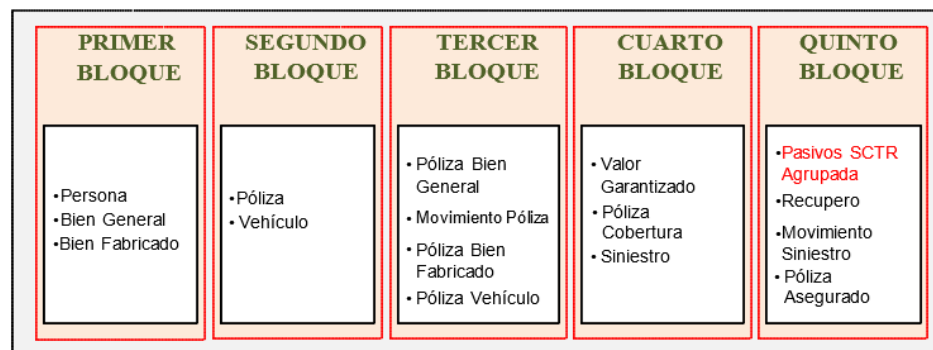 PRIMER
BLOQUE
•Persona
•Bien General
•Bien Fabricado
SEGUNDO
BLOQUE
•Póliza
•Vehículo
TERCER
BLOQUE
• Póliza Bien
General
• Movimiento Póliza
• Póliza Bien
Fabricado
• Póliza Vehículo
CUARTO
BLOQUE
• Valor
Garantizado
• Póliza
Cobertura
• Siniestro
QUINTO
BLOQUE
•Pasivos SCTR
Agrupada
•Recupero
•Movimiento
Siniestro
• Póliza
Asegurado